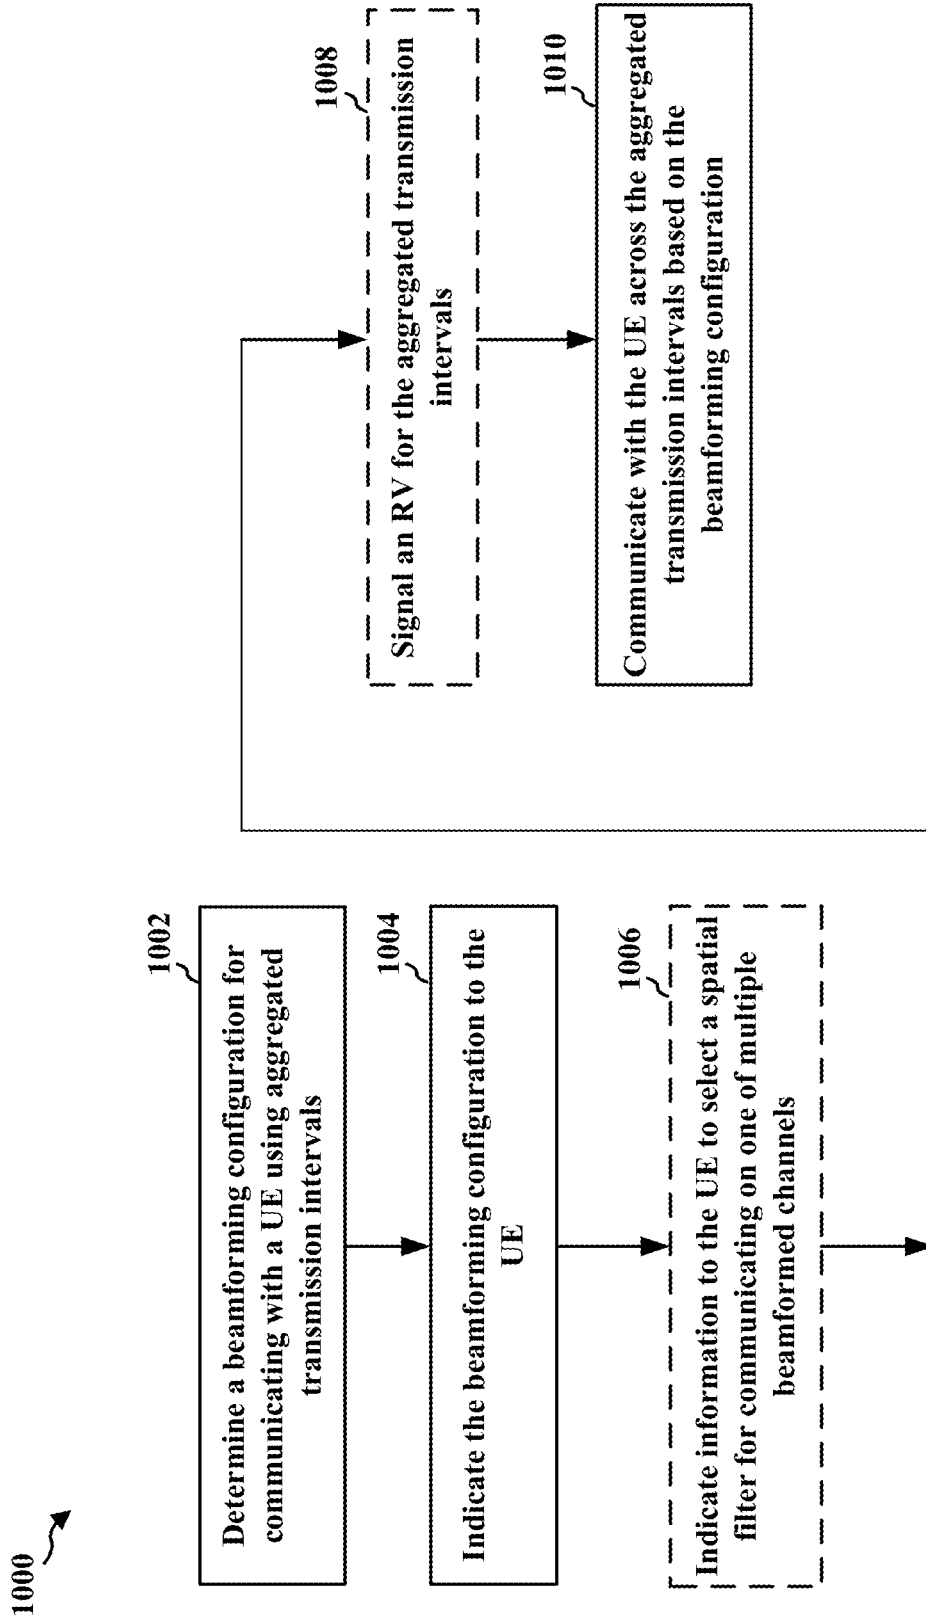 1000
1002
Determine a beamforming configuration for
communicating with a UE using aggregated
transmission intervals
1004
Indicate the beamforming configuration to the
UE
1006
Indicate information to the UE to select a spatial
filter for communicating on one of multiple
beamformed channels
1008
Signal an RV for the aggregated transmission
intervals
1010
Communicate with the UE across the aggregated
transmission intervals based on the
beamforming configuration